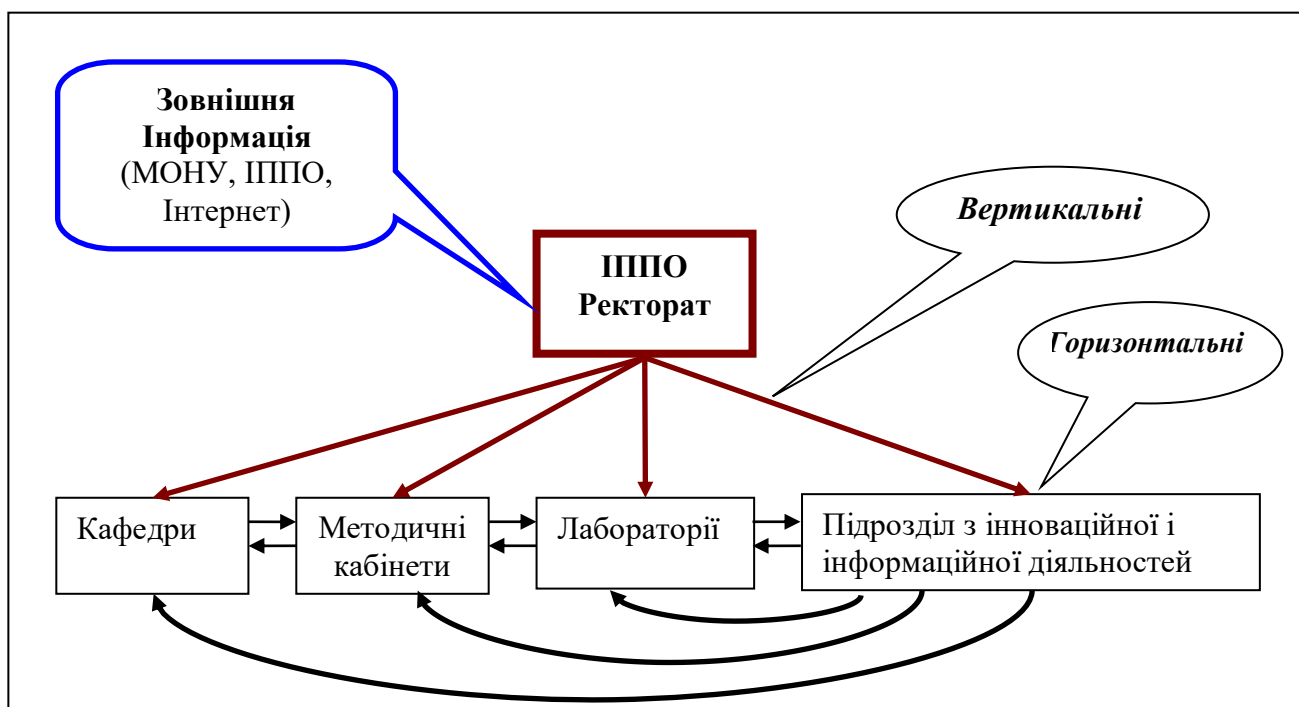 Зовнішня
Інформація
(МОНУ, ІППО,
Інтернет)
Вертикальні
ІППО
Ректорат
Горизонтальні
Кафедри
Методичні
кабінети
Лабораторії
Підрозділ з інноваційної і
інформаційної діяльностей